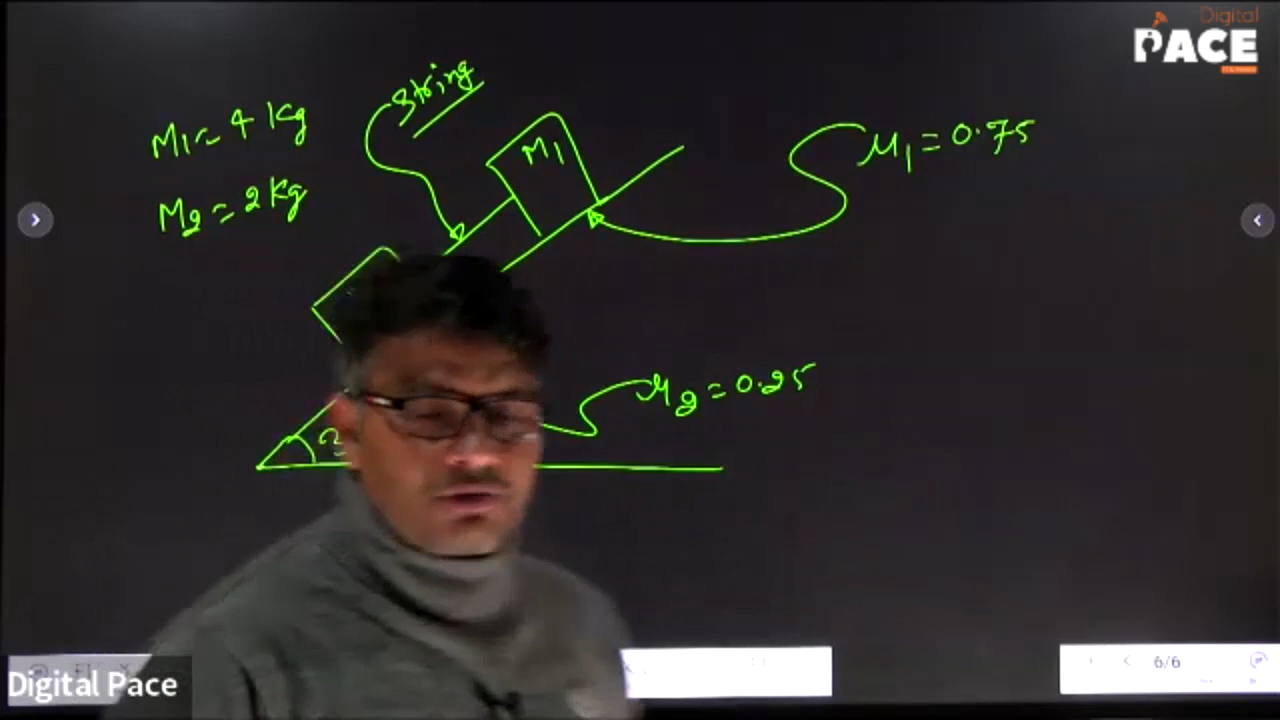 Digital
PACE
String
M1 = 4 Kg
M2 = 2 Kg
M1
μ1 = 0.75
μ2 = 0.25
6/6
Digital Pace